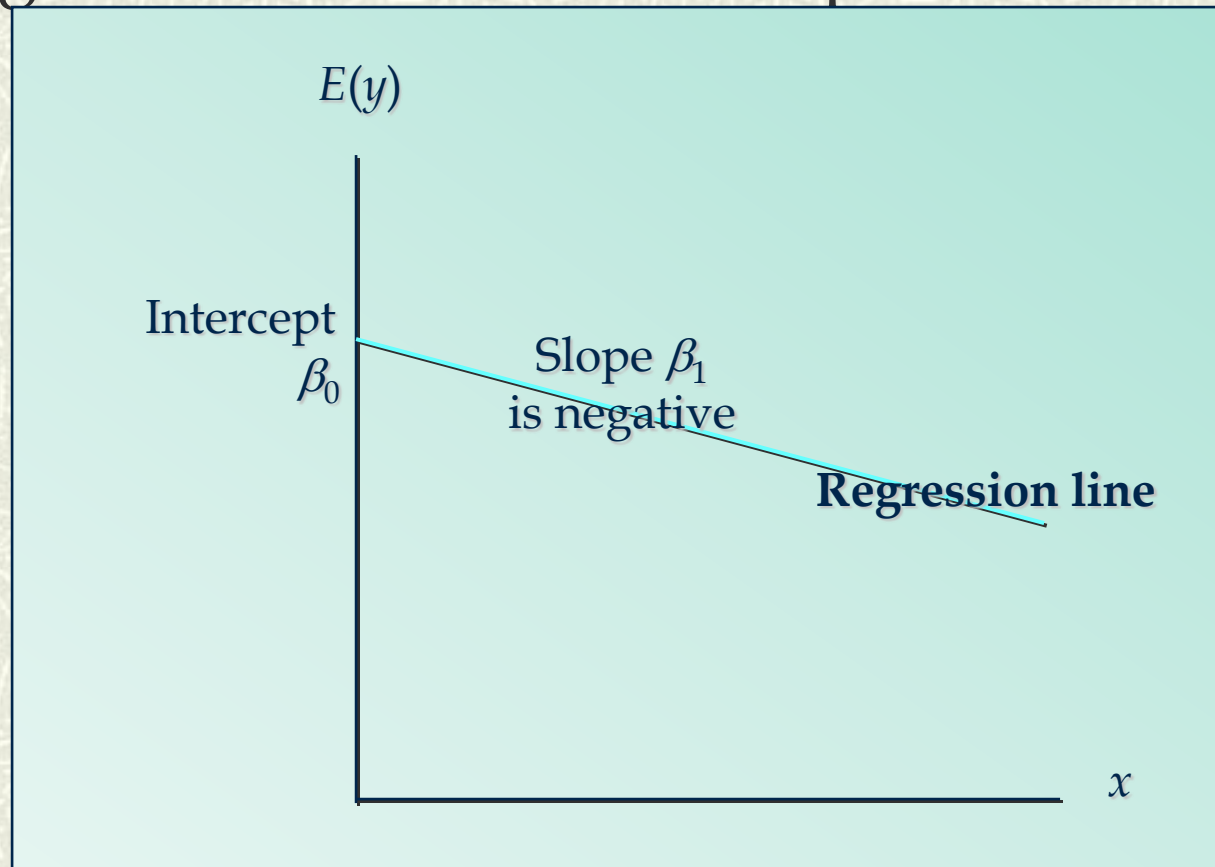 E(y)
Intercept
β₀
Slope β₁
is negative
Regression line
x